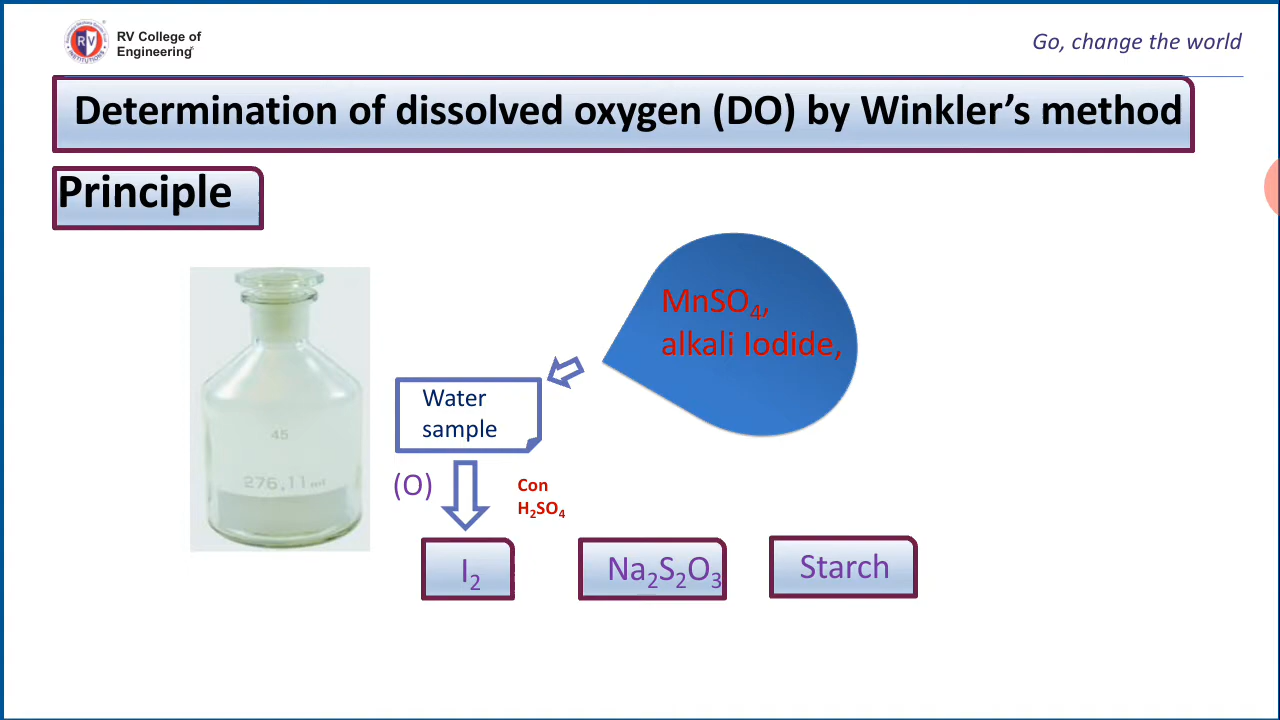 RV College of
Engineering
Go, change the world
Determination of dissolved oxygen (DO) by Winkler’s method
Principle
MnSO₄,
alkali Iodide,
Water
sample
45
276,11 ml
(O)
Con
H₂SO₄
I₂
Na₂S₂O₃
Starch